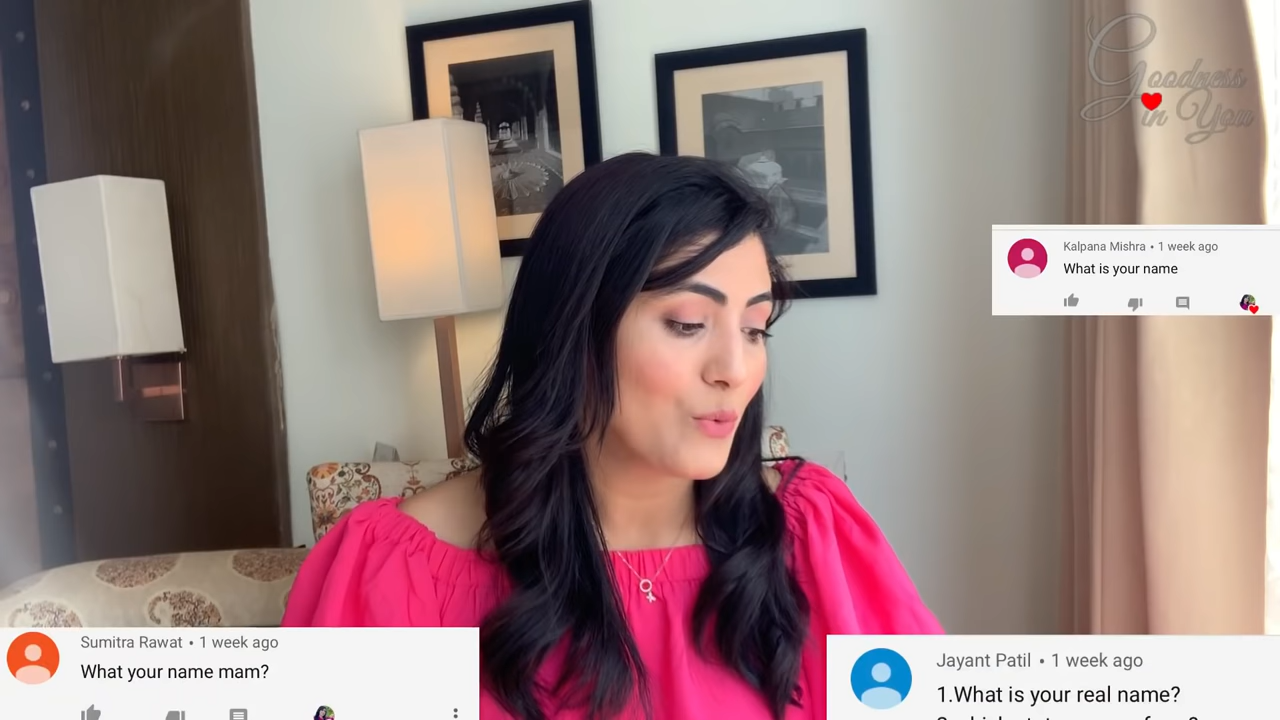 Goodness
in You
Kalpana Mishra • 1 week ago
What is your name
Sumitra Rawat • 1 week ago
What your name mam?
Jayant Patil • 1 week ago
1.What is your real name?